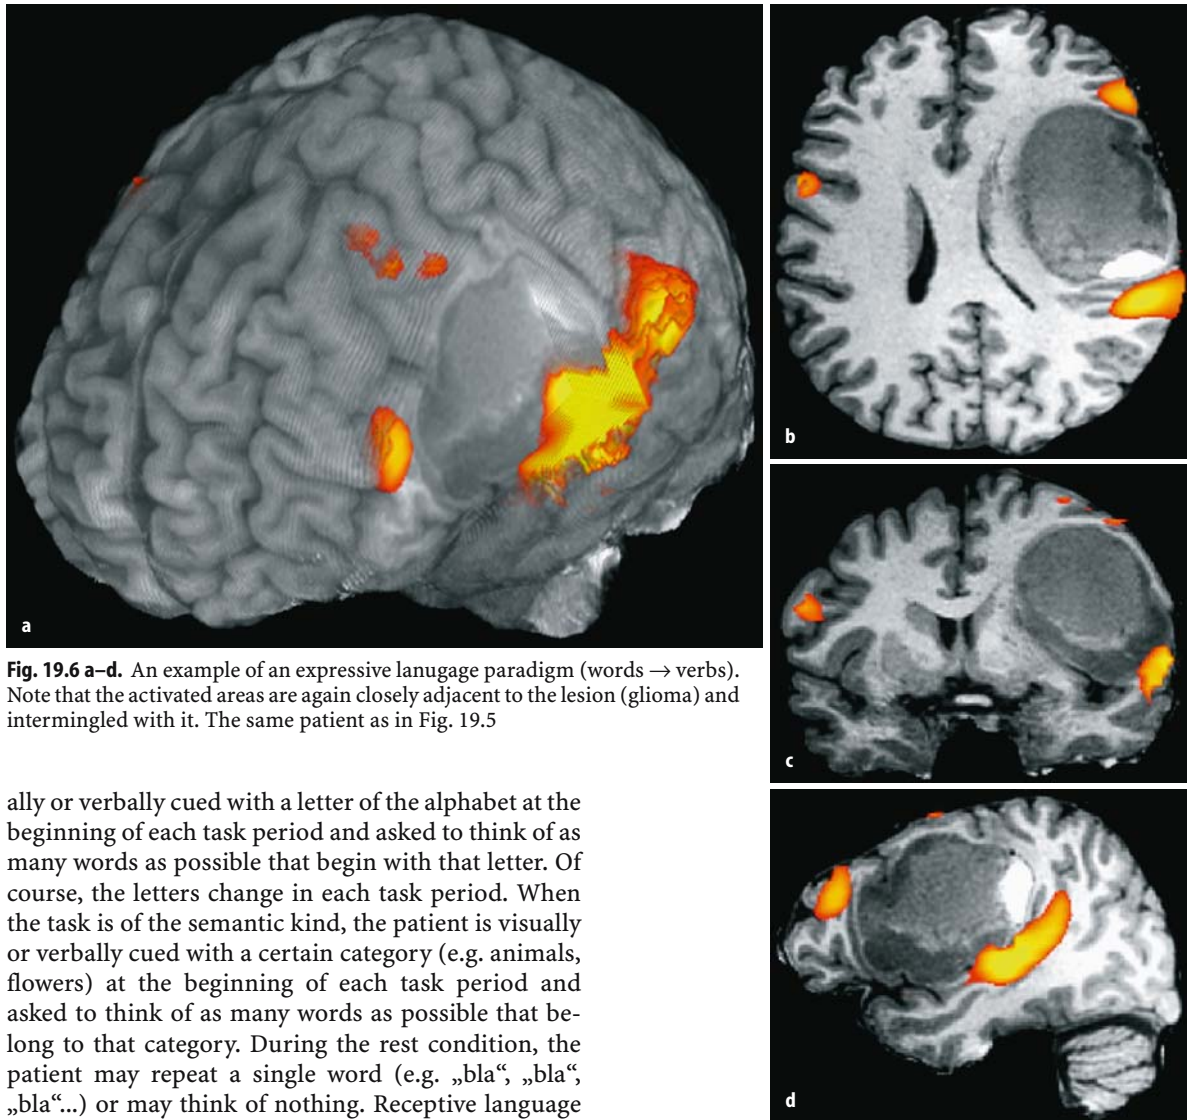 a
b
c
d
Fig. 19.6 a–d. An example of an expressive lanugage paradigm (words → verbs).
Note that the activated areas are again closely adjacent to the lesion (glioma) and
intermingled with it. The same patient as in Fig. 19.5
ally or verbally cued with a letter of the alphabet at the
beginning of each task period and asked to think of as
many words as possible that begin with that letter. Of
course, the letters change in each task period. When
the task is of the semantic kind, the patient is visually
or verbally cued with a certain category (e.g. animals,
flowers) at the beginning of each task period and
asked to think of as many words as possible that be-
long to that category. During the rest condition, the
patient may repeat a single word (e.g. „bla“, „bla“,
„bla“...) or may think of nothing. Receptive language